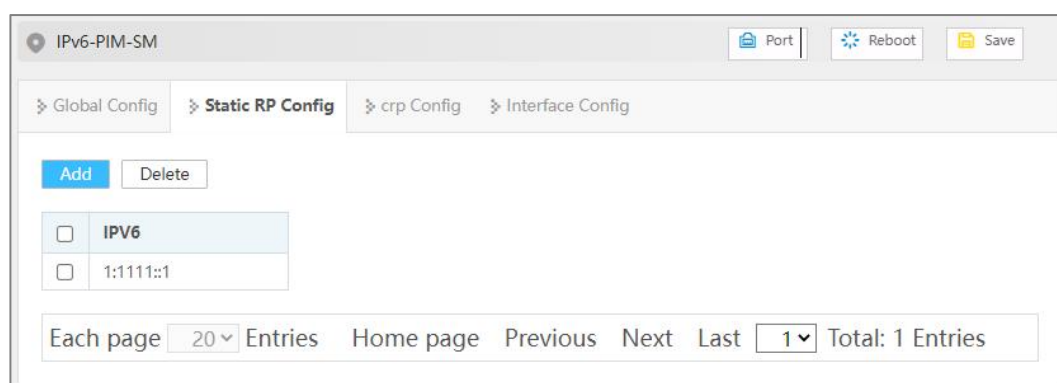 IPv6-PIM-SM Port Reboot Save
Global Config Static RP Config crp Config Interface Config
Add Delete
IPV6
1:1111::1
Each page 20 Entries Home page Previous Next Last 1 Total: 1 Entries